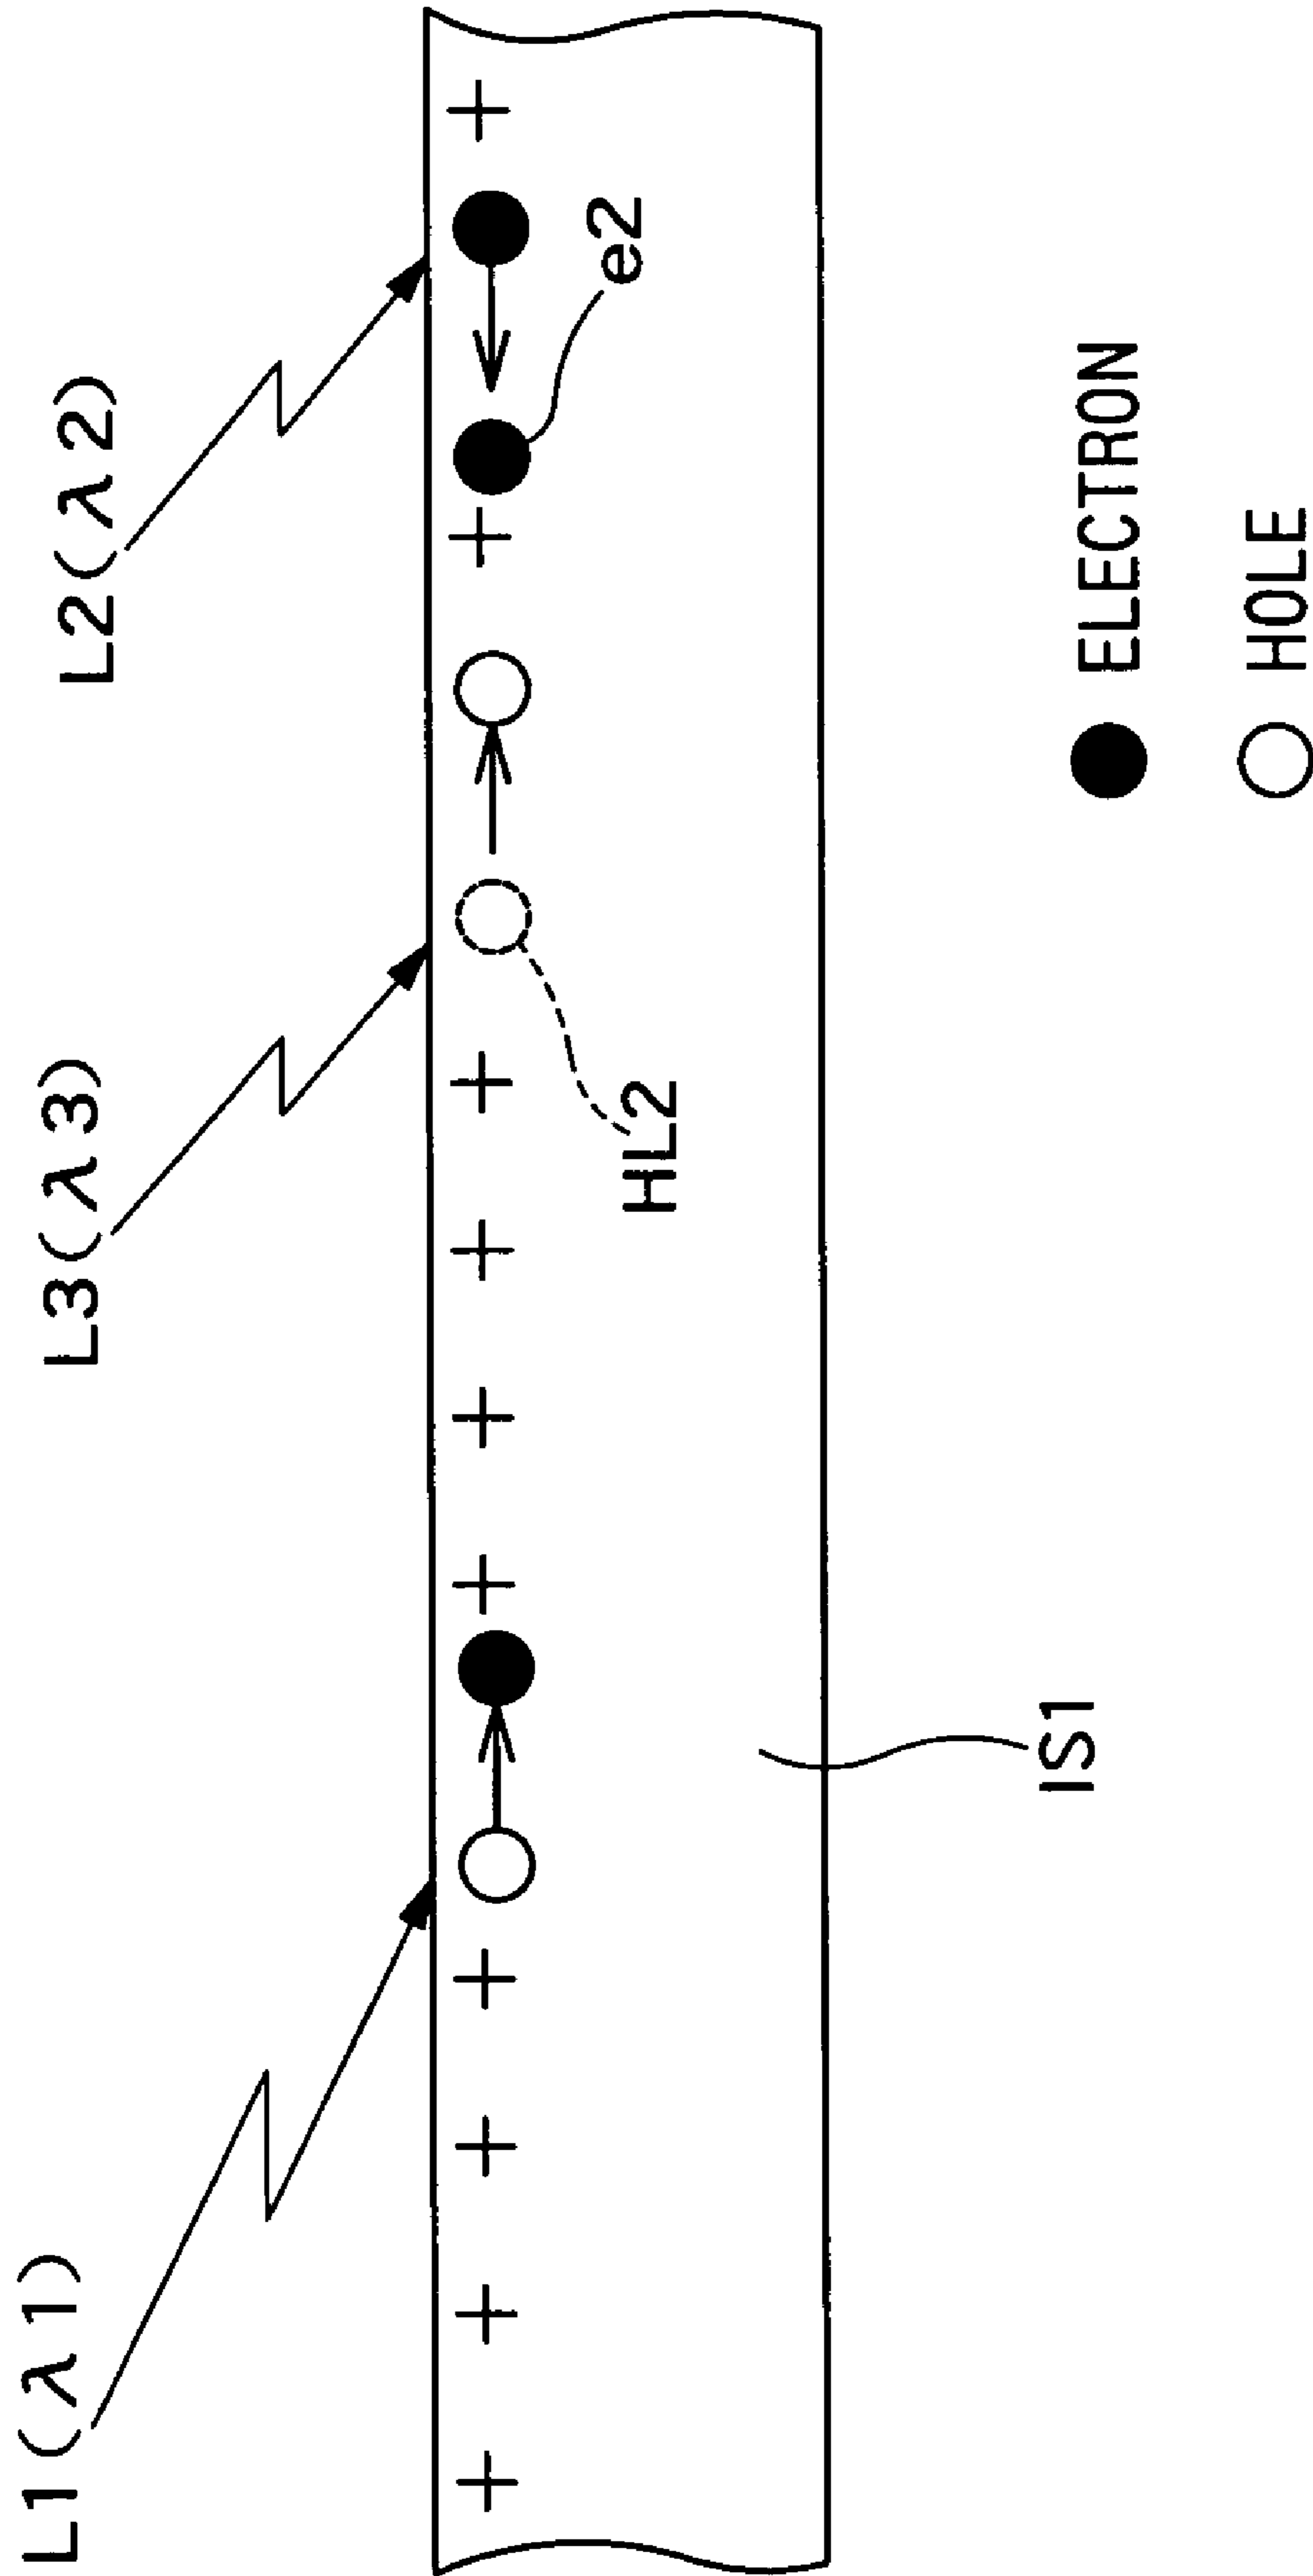 L1(λ1)
L3(λ3)
L2(λ2)
+ + + + + + + + + +
HL2
e2
IS1
ELECTRON
HOLE